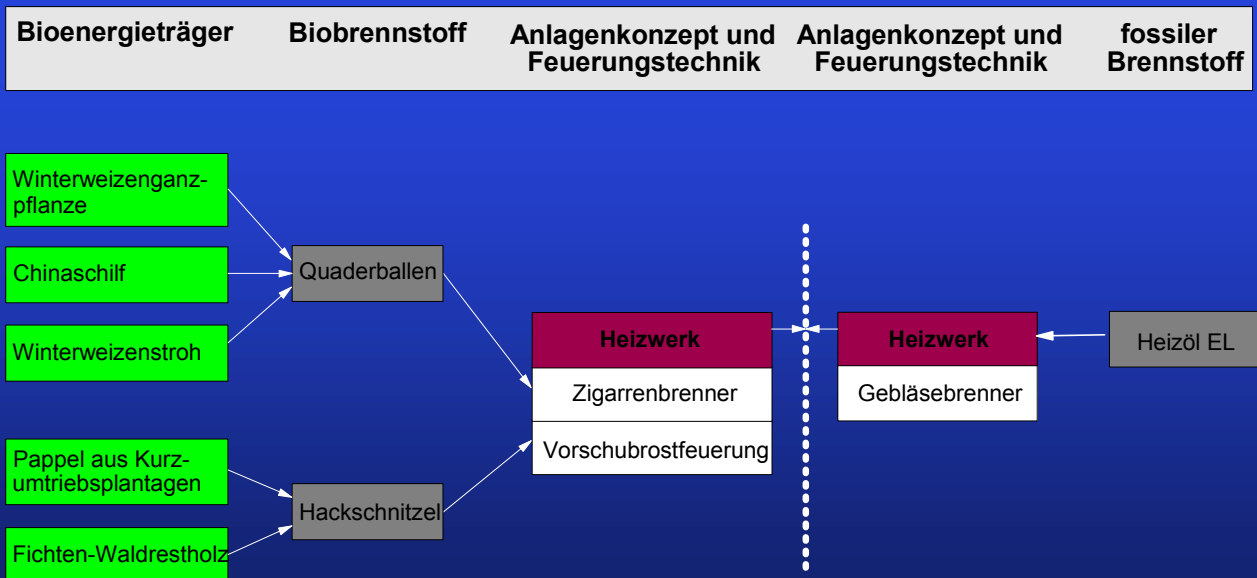 Bioenergieträger
Biobrennstoff
Anlagenkonzept und
Feuerungstechnik
Anlagenkonzept und
Feuerungstechnik
fossiler
Brennstoff
Winterweizenganz-
pflanze
Chinaschilf
Winterweizenstroh
Pappel aus Kurz-
umtriebsplantagen
Fichten-Waldrestholz
Quaderballen
Hackschnitzel
Heizwerk
Zigarrenbrenner
Vorschubrostfeuerung
Heizwerk
Gebläsebrenner
Heizöl EL